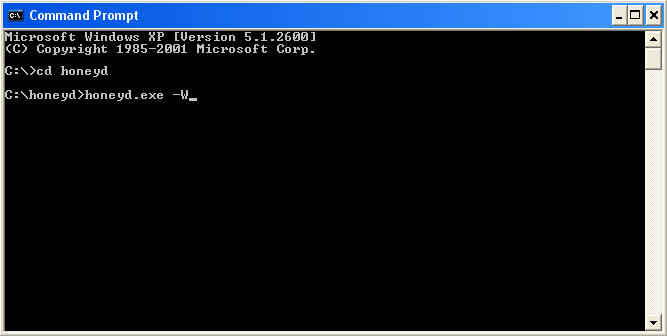 Command Prompt
Microsoft Windows XP [Version 5.1.2600]
(C) Copyright 1985-2001 Microsoft Corp.
C:\>cd honeyd
C:\honeyd>honeyd.exe -W_